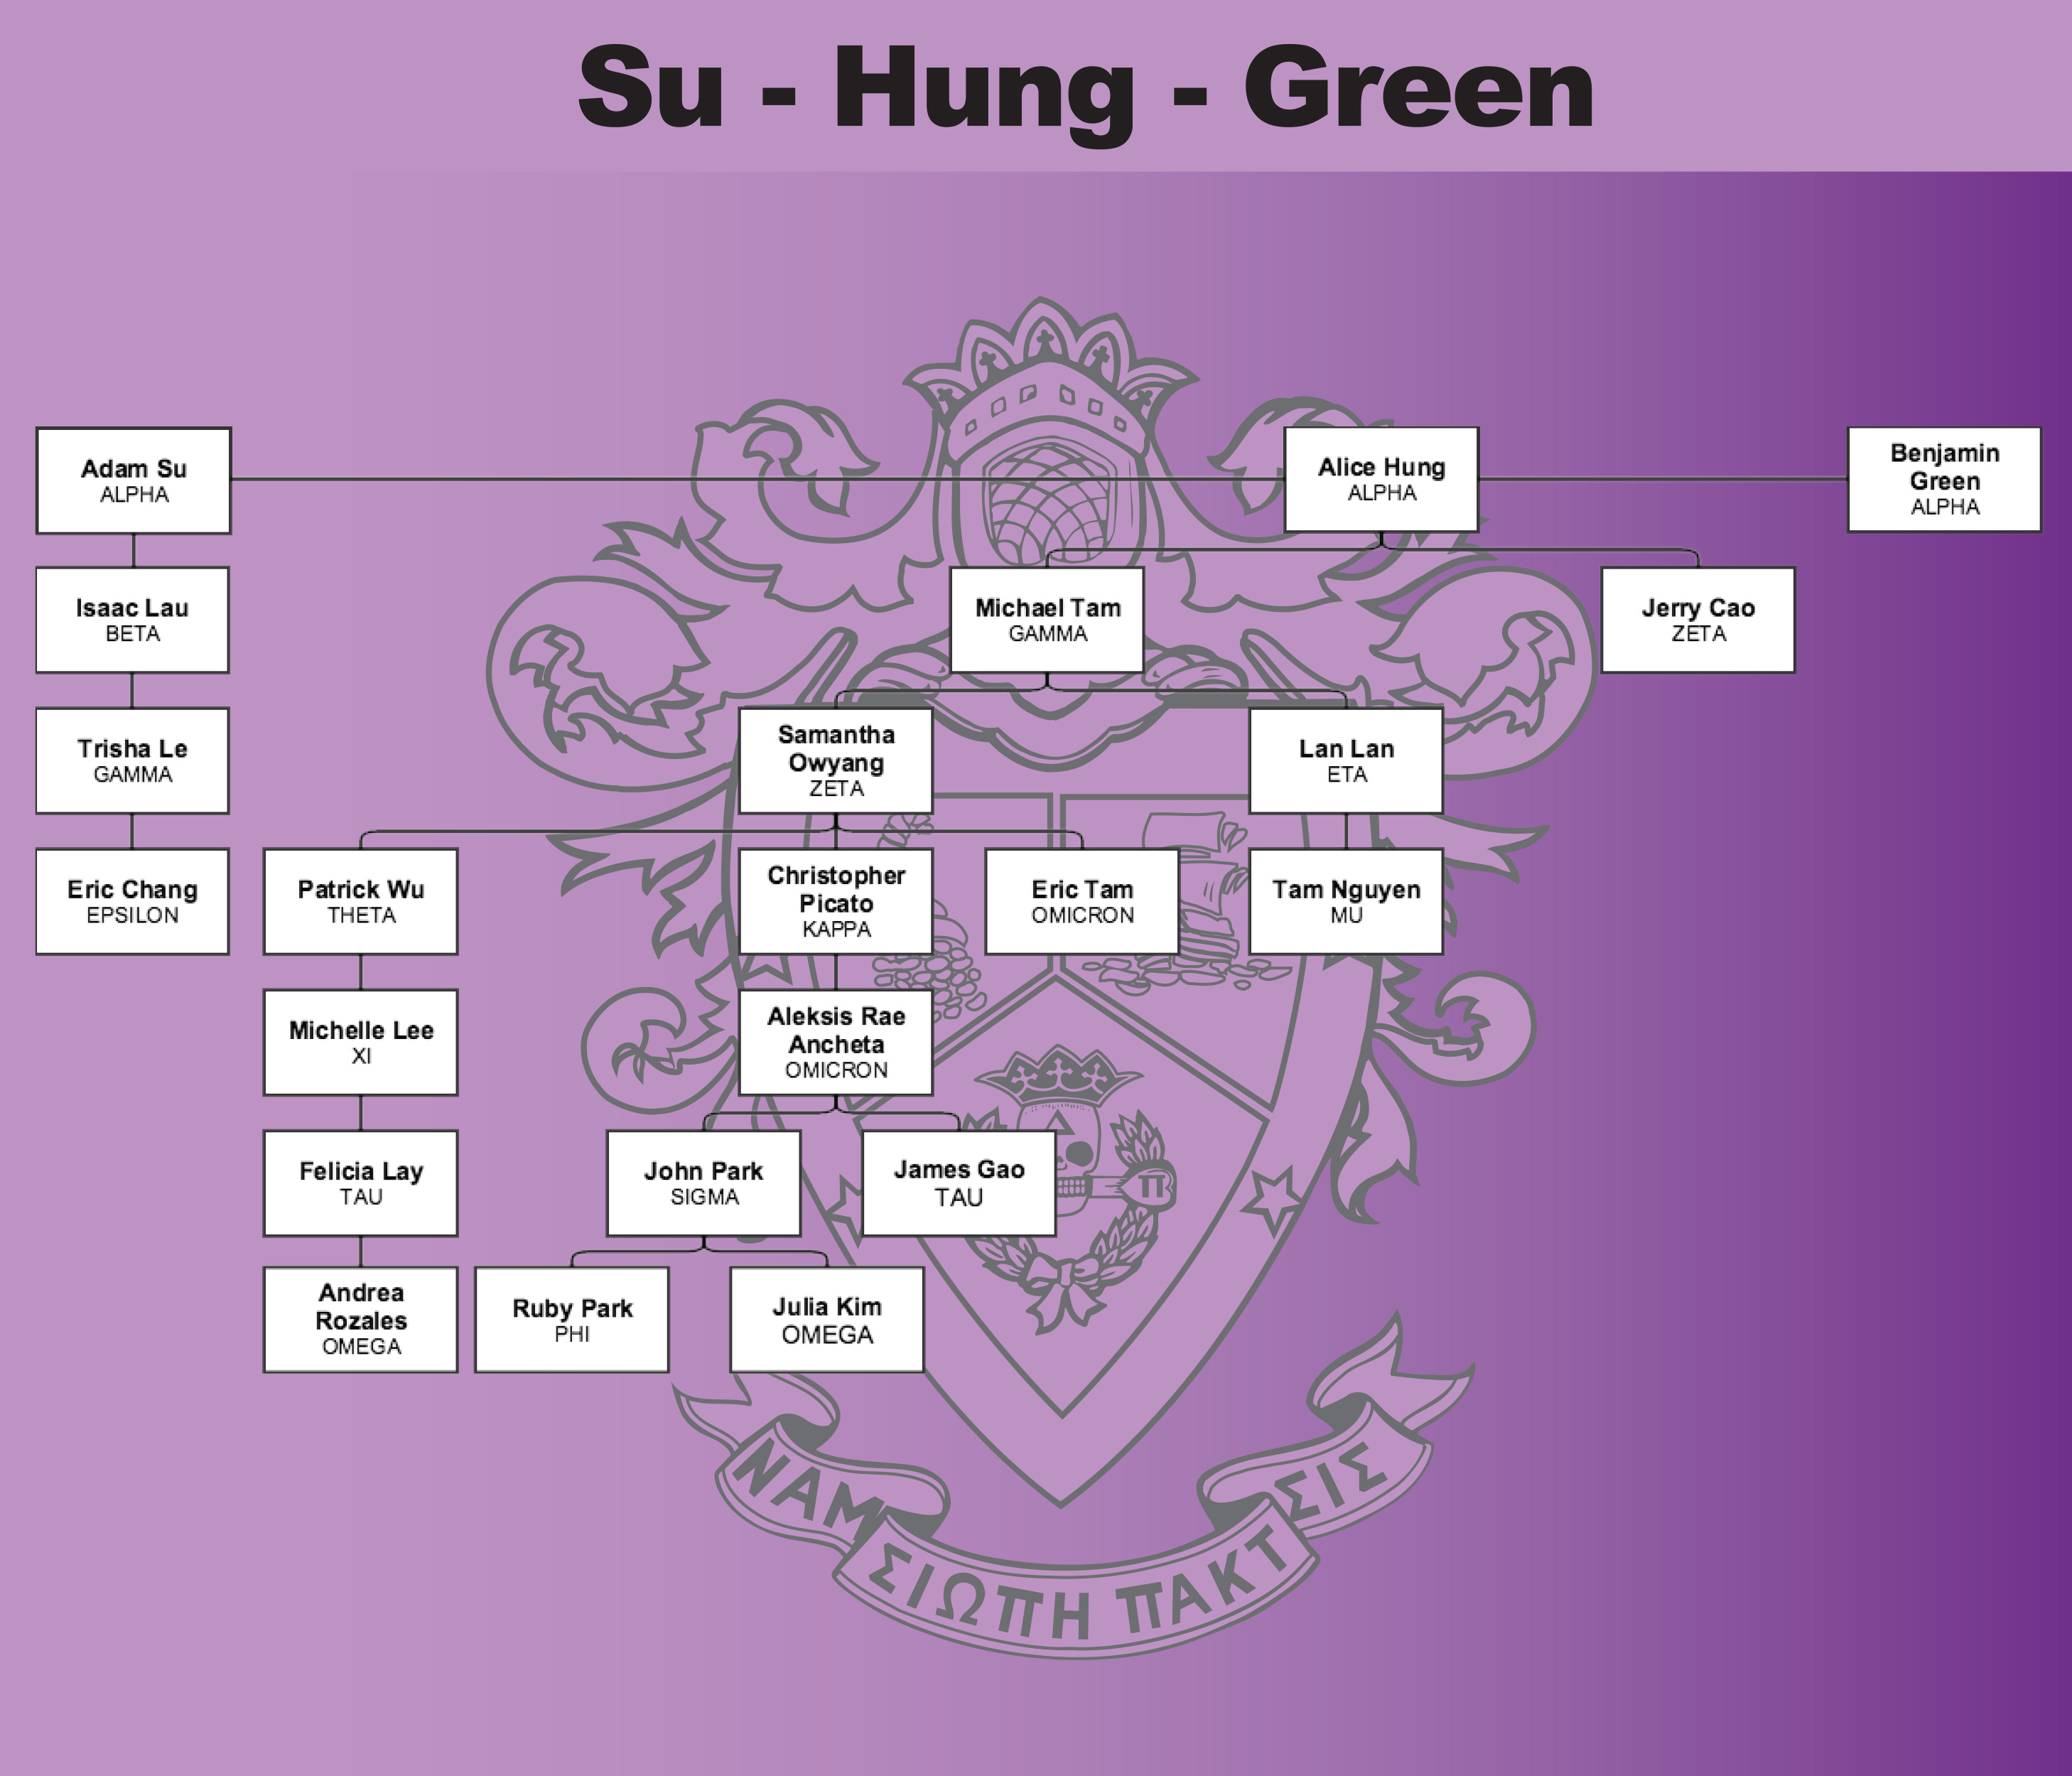 Su - Hung - Green
Adam Su
ALPHA
Alice Hung
ALPHA
Benjamin
Green
ALPHA
Isaac Lau
BETA
Michael Tam
GAMMA
Jerry Cao
ZETA
Trisha Le
GAMMA
Samantha
Owyang
ZETA
Lan Lan
ETA
Eric Chang
EPSILON
Patrick Wu
THETA
Christopher
Picato
KAPPA
Eric Tam
OMICRON
Tam Nguyen
MU
Michelle Lee
XI
Aleksis Rae
Ancheta
OMICRON
Felicia Lay
TAU
John Park
SIGMA
James Gao
TAU
Π
Andrea
Rozales
OMEGA
Ruby Park
PHI
Julia Kim
OMEGA
ΝΑΜ ΣΙΩΠΗ ΠΑΚΤ ΣΙΣ